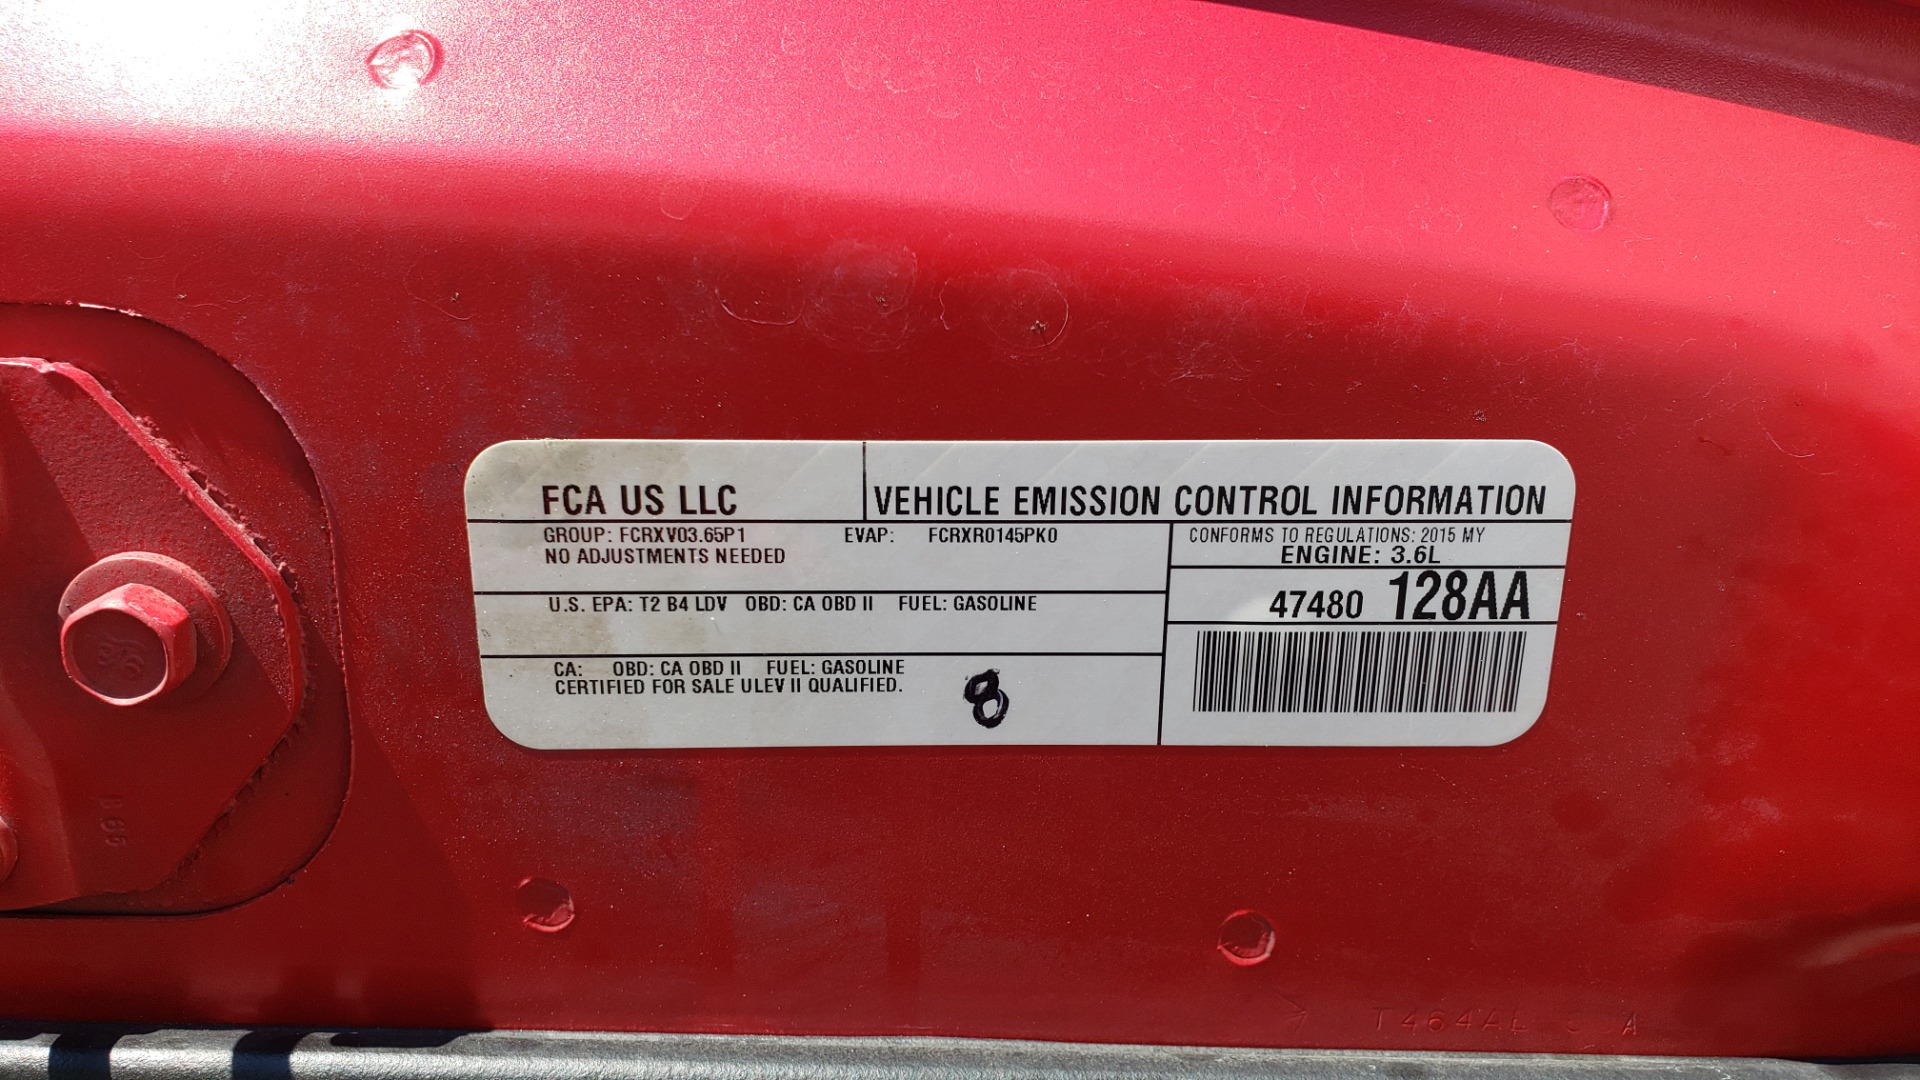 FCA US LLC
VEHICLE EMISSION CONTROL INFORMATION
GROUP: FCRXV03.65P1 EVAP: FCRXR0145PK0
NO ADJUSTMENTS NEEDED
CONFORMS TO REGULATIONS: 2015 MY
ENGINE: 3.6L
U.S. EPA: T2 B4 LDV OBD: CA OBD II FUEL: GASOLINE
47480 128AA
CA: OBD: CA OBD II FUEL: GASOLINE
CERTIFIED FOR SALE ULEV II QUALIFIED.
8